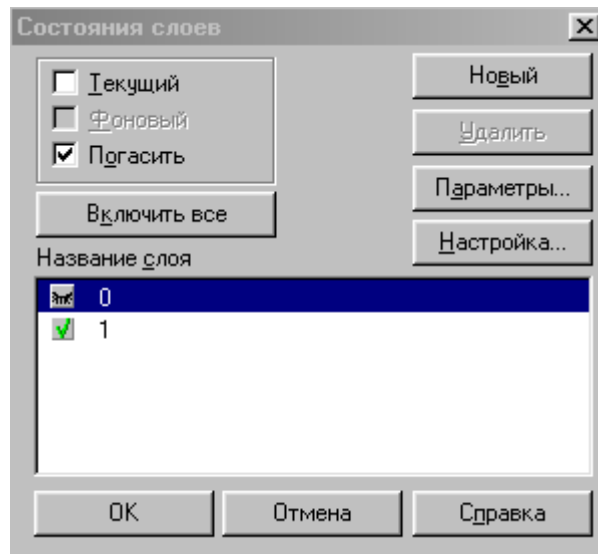 Состояния слоев
Текущий
Фоновый
Погасить
Включить все
Новый
Удалить
Параметры...
Настройка...
Название слоя
0
1
OK
Отмена
Справка